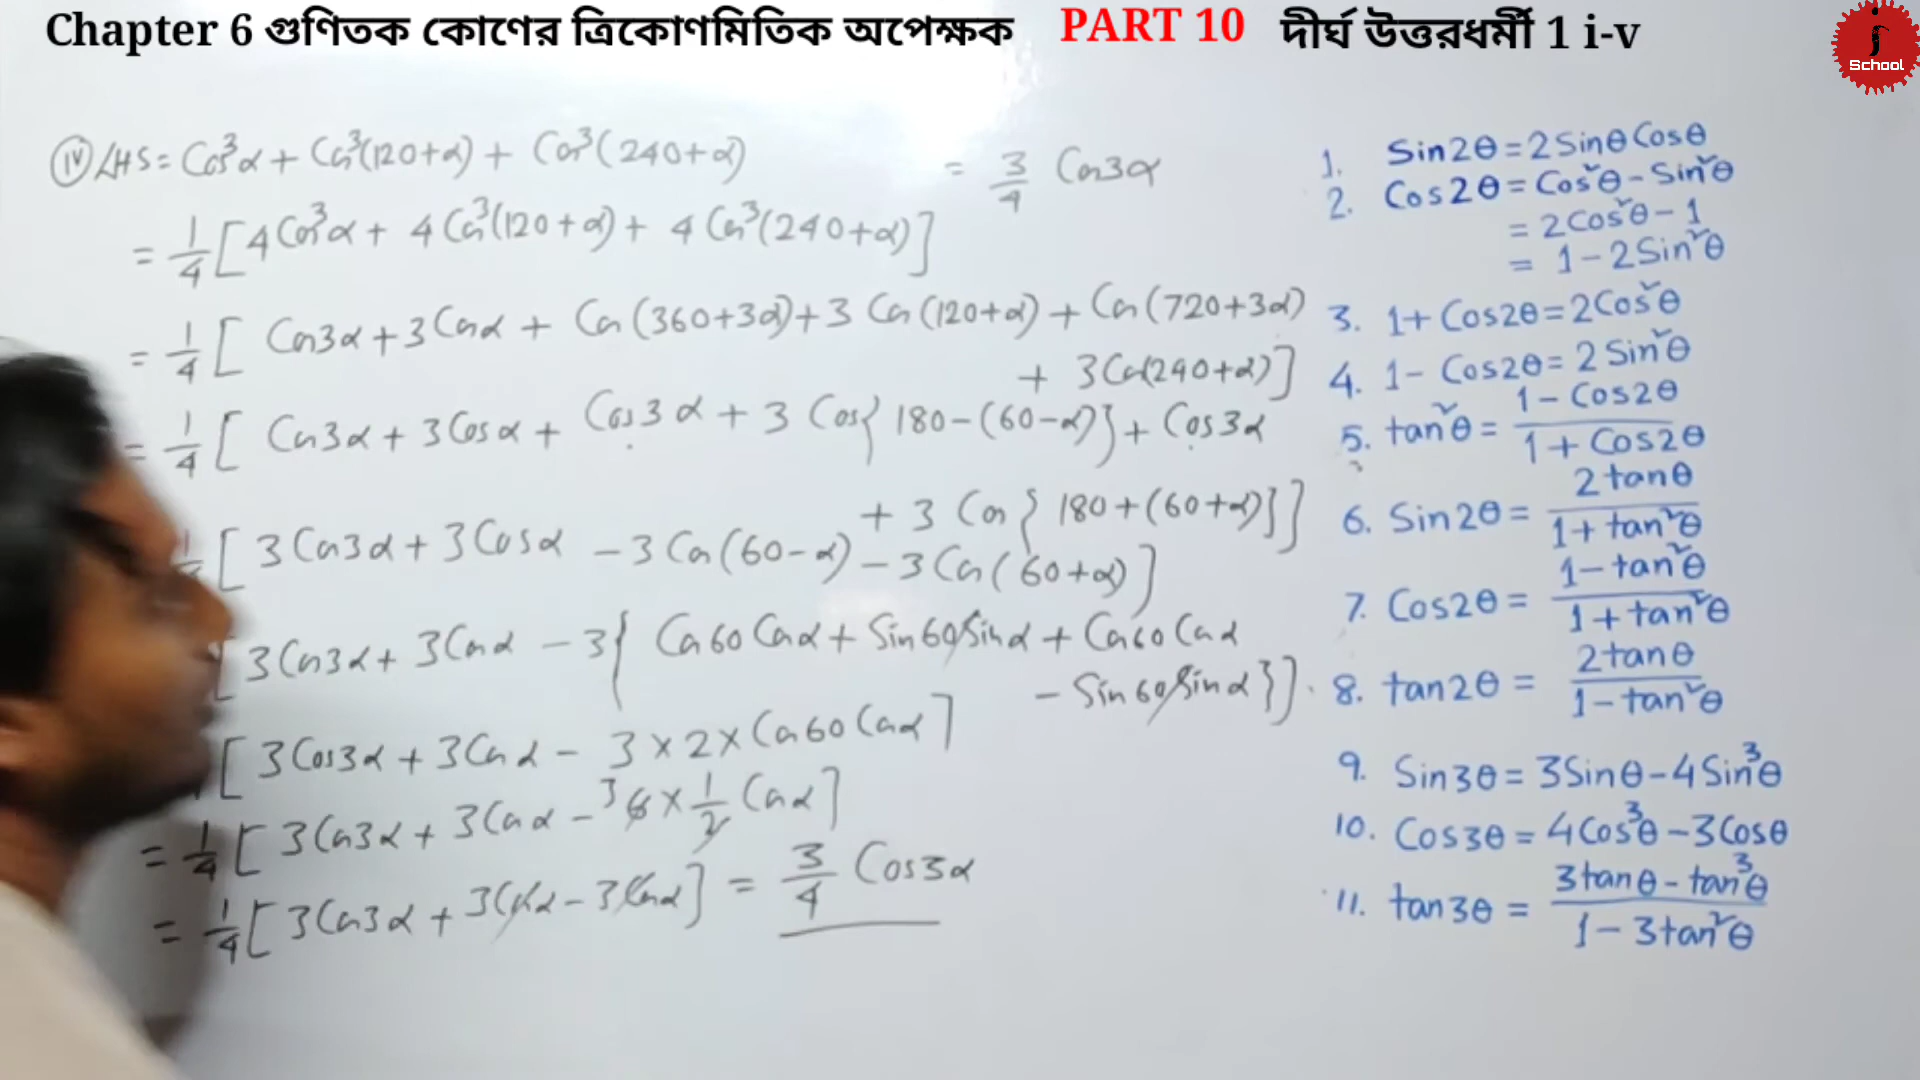 Chapter 6 গুণিতক কোণের ত্রিকোণমিতিক অপেক্ষক PART 10 দীর্ঘ উত্তরধর্মী 1 i-v
School
(iv) LHS = Cos³α + Cos³(120+α) + Cos³(240+α) = 3/4 Cos3α
= 1/4 [4Cos³α + 4Cos³(120+α) + 4Cos³(240+α)]
= 1/4 [Cos3α + 3Cosα + Cos(360+3α) + 3Cos(120+α) + Cos(720+3α)
+ 3Cos(240+α)]
= 1/4 [Cos3α + 3Cosα + Cos3α + 3Cos{180-(60-α)} + Cos3α
+ 3Cos{180+(60+α)}]
[3Cos3α + 3Cosα - 3Cos(60-α) - 3Cos(60+α)]
[3Cos3α + 3Cosα - 3{Cos60Cosα + Sin60Sinα + Cos60Cosα
- Sin60Sinα}]
[3Cos3α + 3Cosα - 3×2×Cos60Cosα]
= 1/4 [3Cos3α + 3Cosα - 3 6 × 1/2 Cosα]
= 1/4 [3Cos3α + 3Cosα - 3Cosα] = 3/4 Cos3α
1. Sin2θ = 2SinθCosθ
2. Cos2θ = Cos²θ - Sin²θ
= 2Cos²θ - 1
= 1 - 2Sin²θ
3. 1 + Cos2θ = 2Cos²θ
4. 1 - Cos2θ = 2Sin²θ
5. tan²θ = (1 - Cos2θ)/(1 + Cos2θ)
6. Sin2θ = 2tanθ/(1 + tan²θ)
7. Cos2θ = (1 - tan²θ)/(1 + tan²θ)
8. tan2θ = 2tanθ/(1 - tan²θ)
9. Sin3θ = 3Sinθ - 4Sin³θ
10. Cos3θ = 4Cos³θ - 3Cosθ
11. tan3θ = (3tanθ - tan³θ)/(1 - 3tan²θ)